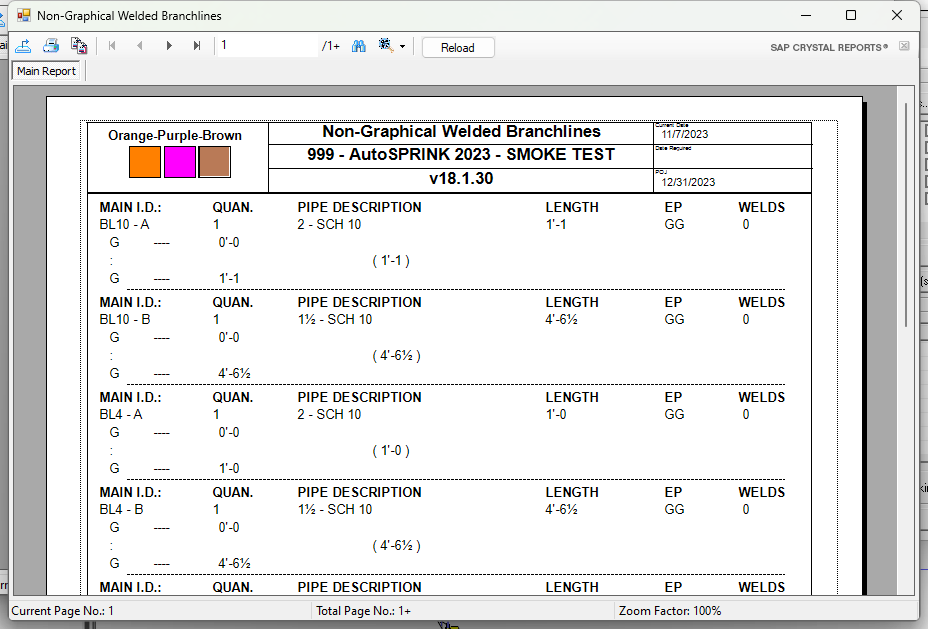 Non-Graphical Welded Branchlines
1 /1+ Reload SAP CRYSTAL REPORTS®
Main Report
Orange-Purple-Brown
Non-Graphical Welded Branchlines
Current Date
11/7/2023
999 - AutoSPRINK 2023 - SMOKE TEST
Date Required
v18.1.30
POJ
12/31/2023
MAIN I.D.: QUAN. PIPE DESCRIPTION LENGTH EP WELDS
BL10 - A 1 2 - SCH 10 1'-1 GG 0
G ---- 0'-0
: ( 1'-1 )
G ---- 1'-1
MAIN I.D.: QUAN. PIPE DESCRIPTION LENGTH EP WELDS
BL10 - B 1 1½ - SCH 10 4'-6½ GG 0
G ---- 0'-0
: ( 4'-6½ )
G ---- 4'-6½
MAIN I.D.: QUAN. PIPE DESCRIPTION LENGTH EP WELDS
BL4 - A 1 2 - SCH 10 1'-0 GG 0
G ---- 0'-0
: ( 1'-0 )
G ---- 1'-0
MAIN I.D.: QUAN. PIPE DESCRIPTION LENGTH EP WELDS
BL4 - B 1 1½ - SCH 10 4'-6½ GG 0
G ---- 0'-0
: ( 4'-6½ )
G ---- 4'-6½
MAIN I.D.: QUAN. PIPE DESCRIPTION LENGTH EP WELDS
Current Page No.: 1 Total Page No.: 1+ Zoom Factor: 100%